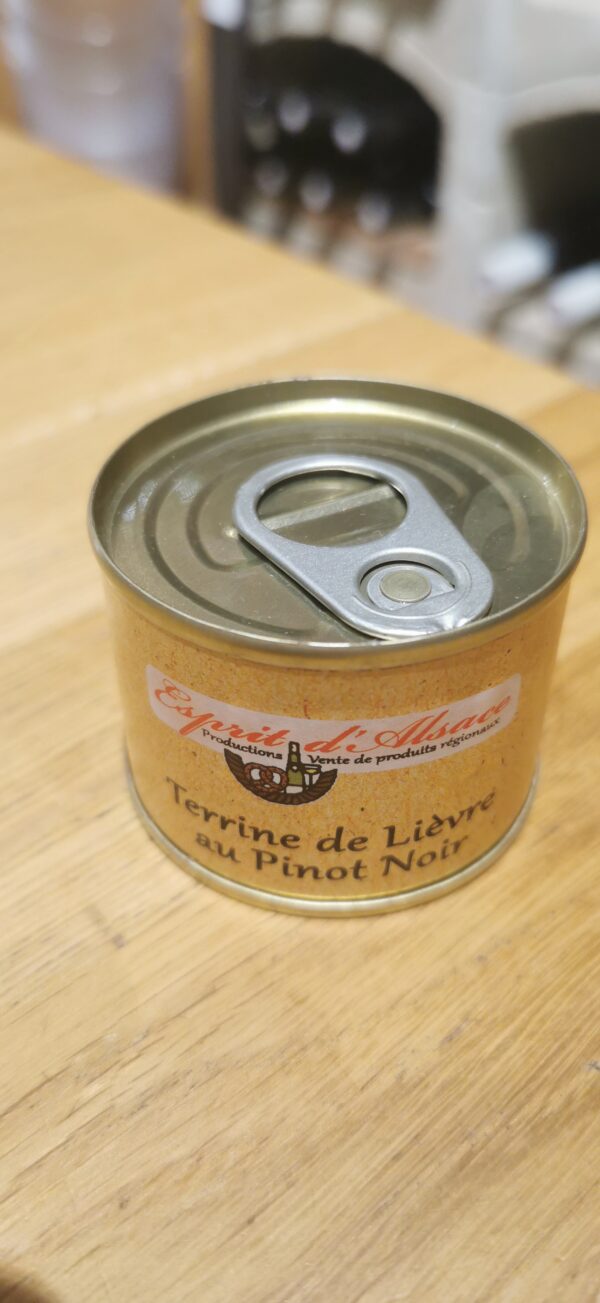 Esprit d'Alsace
Productions Vente de produits régionaux
Terrine de Lièvre
au Pinot Noir